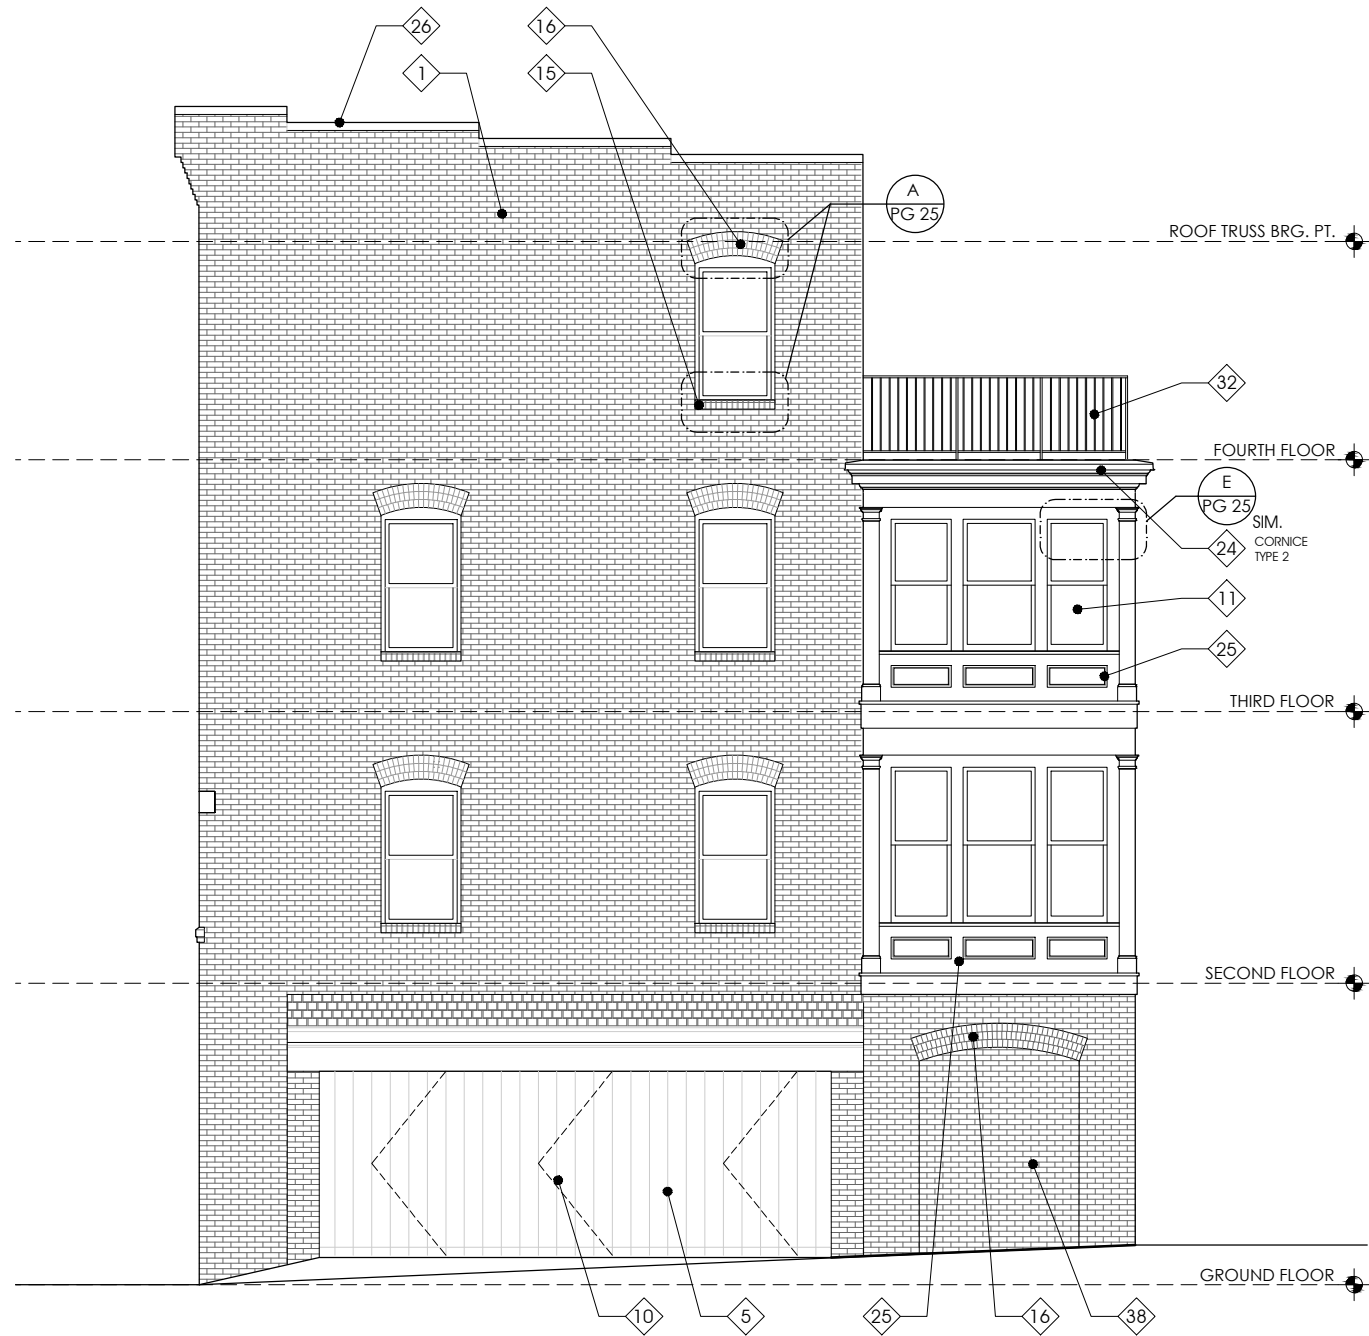 26
16
1
15
A
PG 25
ROOF TRUSS BRG. PT.
32
FOURTH FLOOR
E
PG 25
SIM.
24
CORNICE
TYPE 2
11
25
THIRD FLOOR
SECOND FLOOR
GROUND FLOOR
10
5
25
16
38